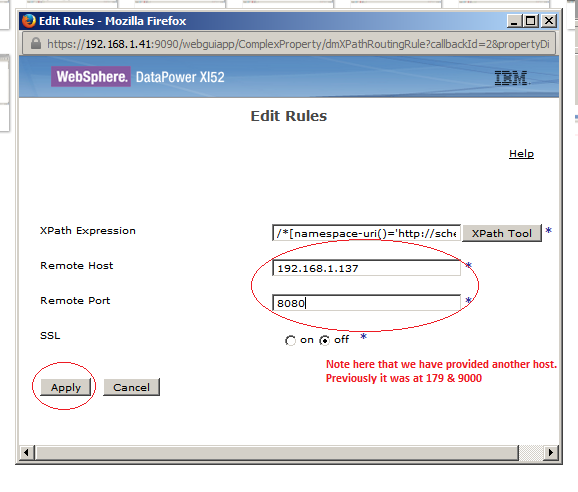 Edit Rules - Mozilla Firefox
https://192.168.1.41:9090/webguiapp/ComplexProperty/dmXPathRoutingRule?callbackId=2&propertyDi
WebSphere. DataPower XI52
IBM
Edit Rules
Help
XPath Expression /*[namespace-uri()='http://sche XPath Tool *
Remote Host 192.168.1.137 *
Remote Port 8080 *
SSL on off *
Note here that we have provided another host.
Previously it was at 179 & 9000
Apply Cancel